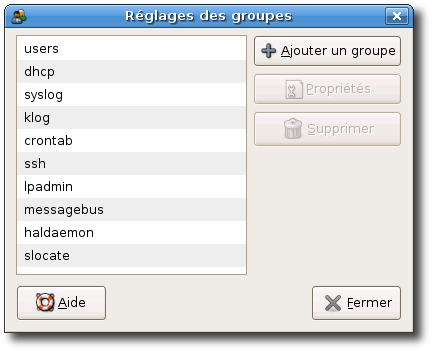 Réglages des groupes
users
dhcp
syslog
klog
crontab
ssh
lpadmin
messagebus
haldaemon
slocate
Ajouter un groupe
Propriétés
Supprimer
Aide
Fermer